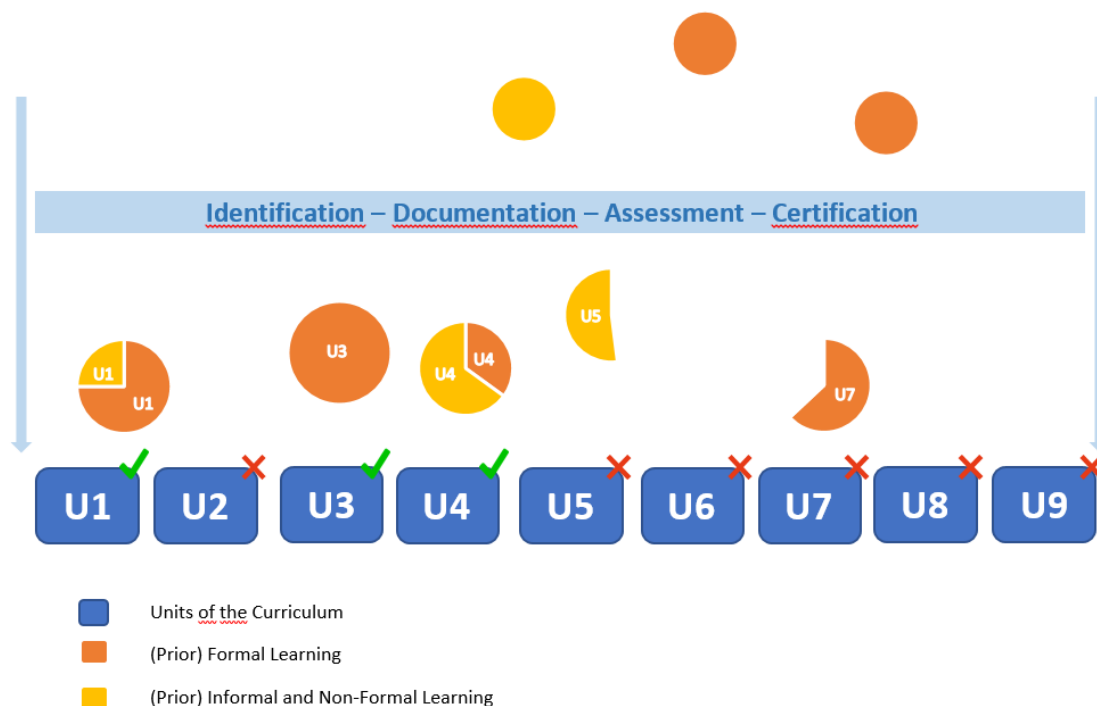 Identification – Documentation – Assessment – Certification
U5
U3
U1
U4
U4
U1
U7
U1 U2 U3 U4 U5 U6 U7 U8 U9
Units of the Curriculum
(Prior) Formal Learning
(Prior) Informal and Non-Formal Learning